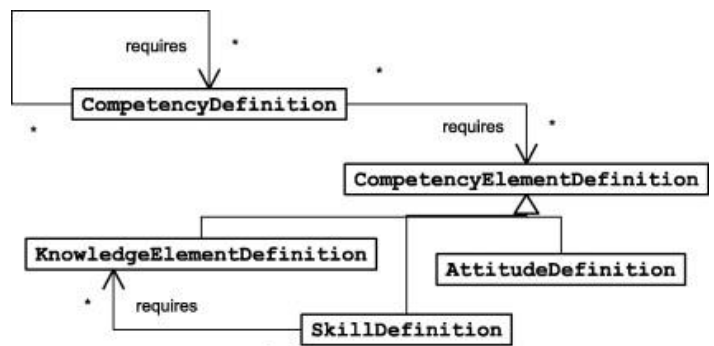 requires *
*
CompetencyDefinition
requires *
*
CompetencyElementDefinition
KnowledgeElementDefinition
AttitudeDefinition
* requires
SkillDefinition